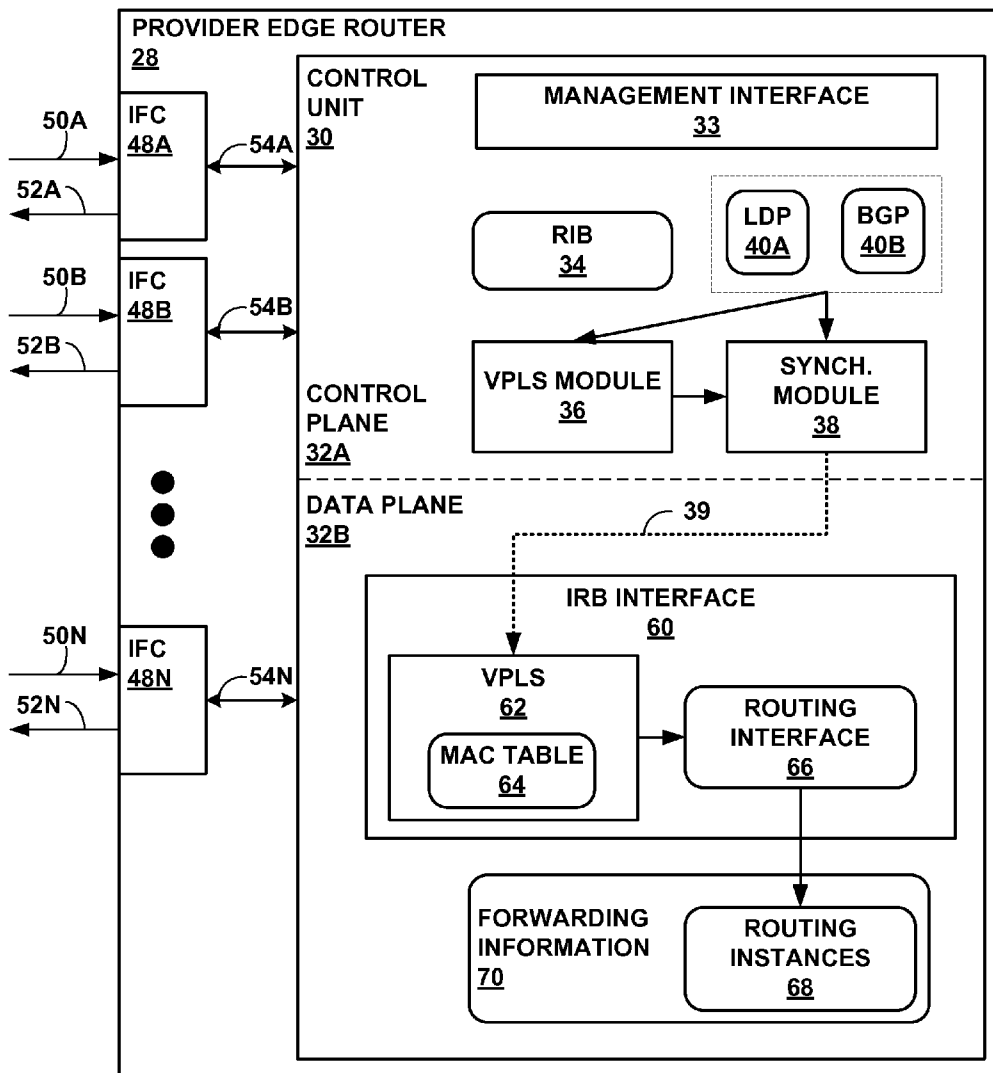 PROVIDER EDGE ROUTER
28
IFC
48A
50A
52A
54A
IFC
48B
50B
52B
54B
IFC
48N
50N
52N
54N
CONTROL
UNIT
30
MANAGEMENT INTERFACE
33
RIB
34
LDP
40A
BGP
40B
VPLS MODULE
36
SYNCH.
MODULE
38
CONTROL
PLANE
32A
DATA PLANE
32B
39
IRB INTERFACE
60
VPLS
62
MAC TABLE
64
ROUTING
INTERFACE
66
FORWARDING
INFORMATION
70
ROUTING
INSTANCES
68